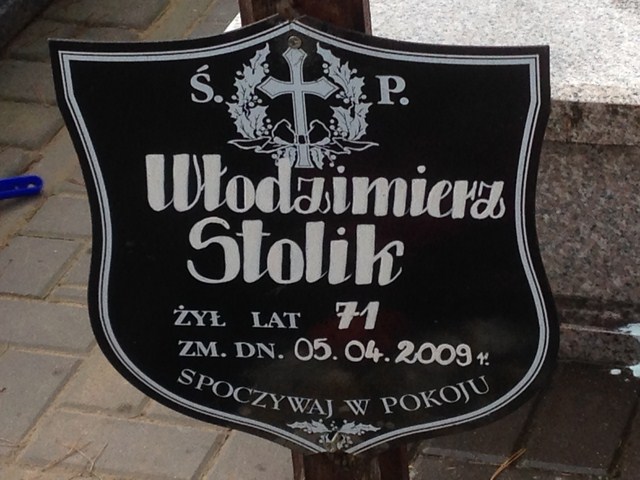 Ś. P.
Włodzimierz
Stolik
ŻYŁ LAT 71
ZM. DN. 05. 04. 2009 r.
SPOCZYWAJ W POKOJU